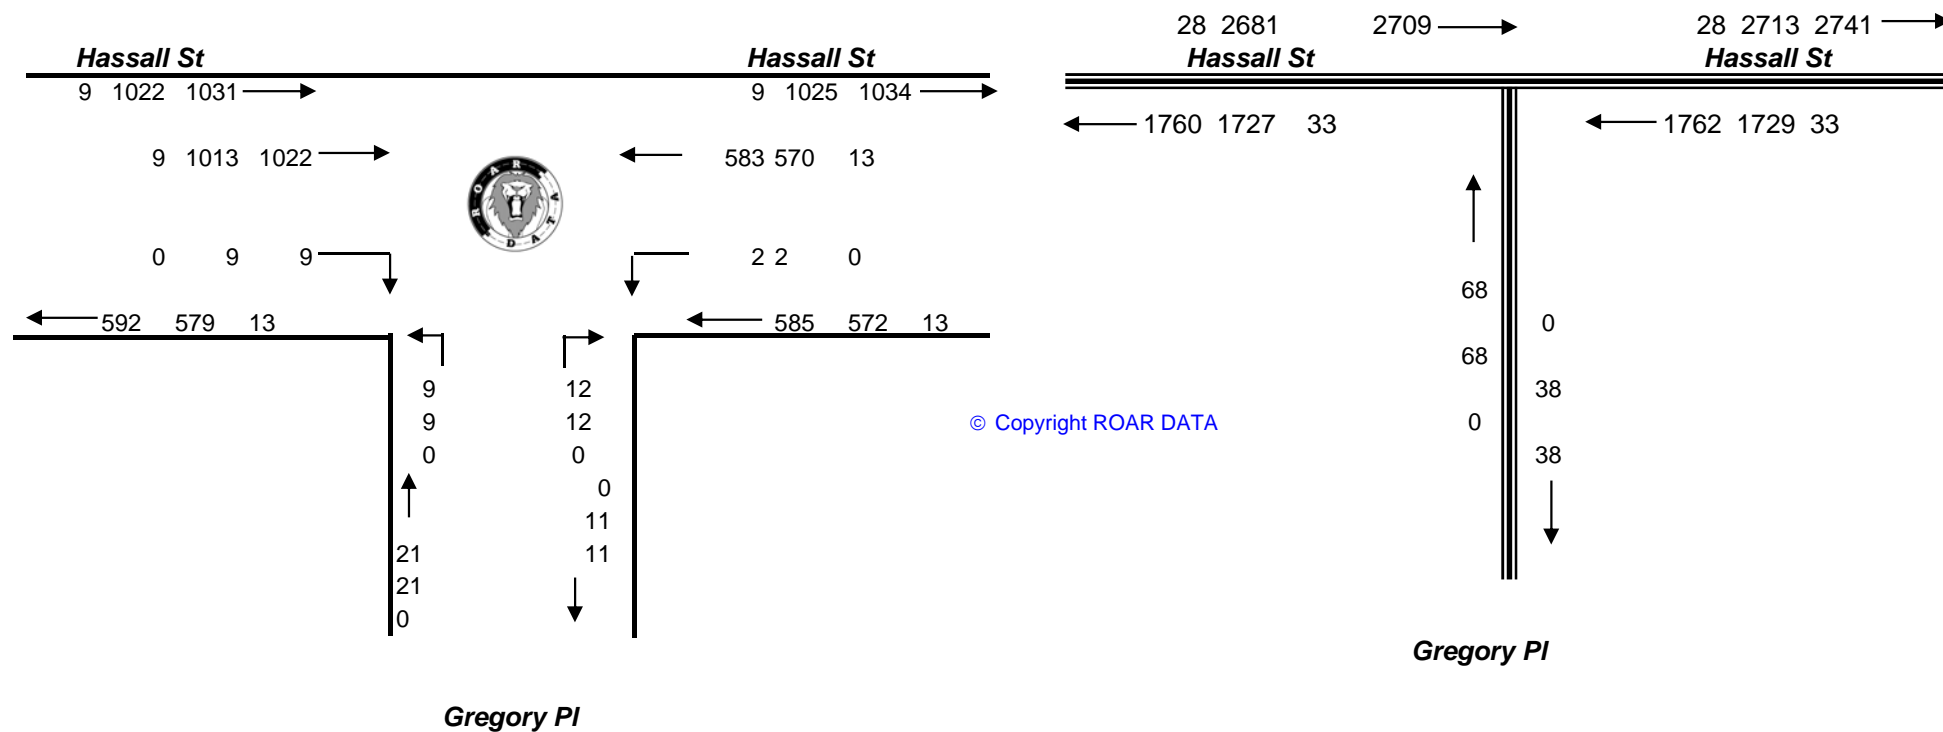 28 2681 2709 28 2713 2741
Hassall St Hassall St Hassall St Hassall St
9 1022 1031 9 1025 1034
1760 1727 33 1762 1729 33
9 1013 1022 583 570 13
ROAR DATA
0 9 9 2 2 0
68
592 579 13 585 572 13 0
68
9 12 38
9 12 © Copyright ROAR DATA 0
0 0 38
0
11
21 11
21
0
Gregory Pl
Gregory Pl